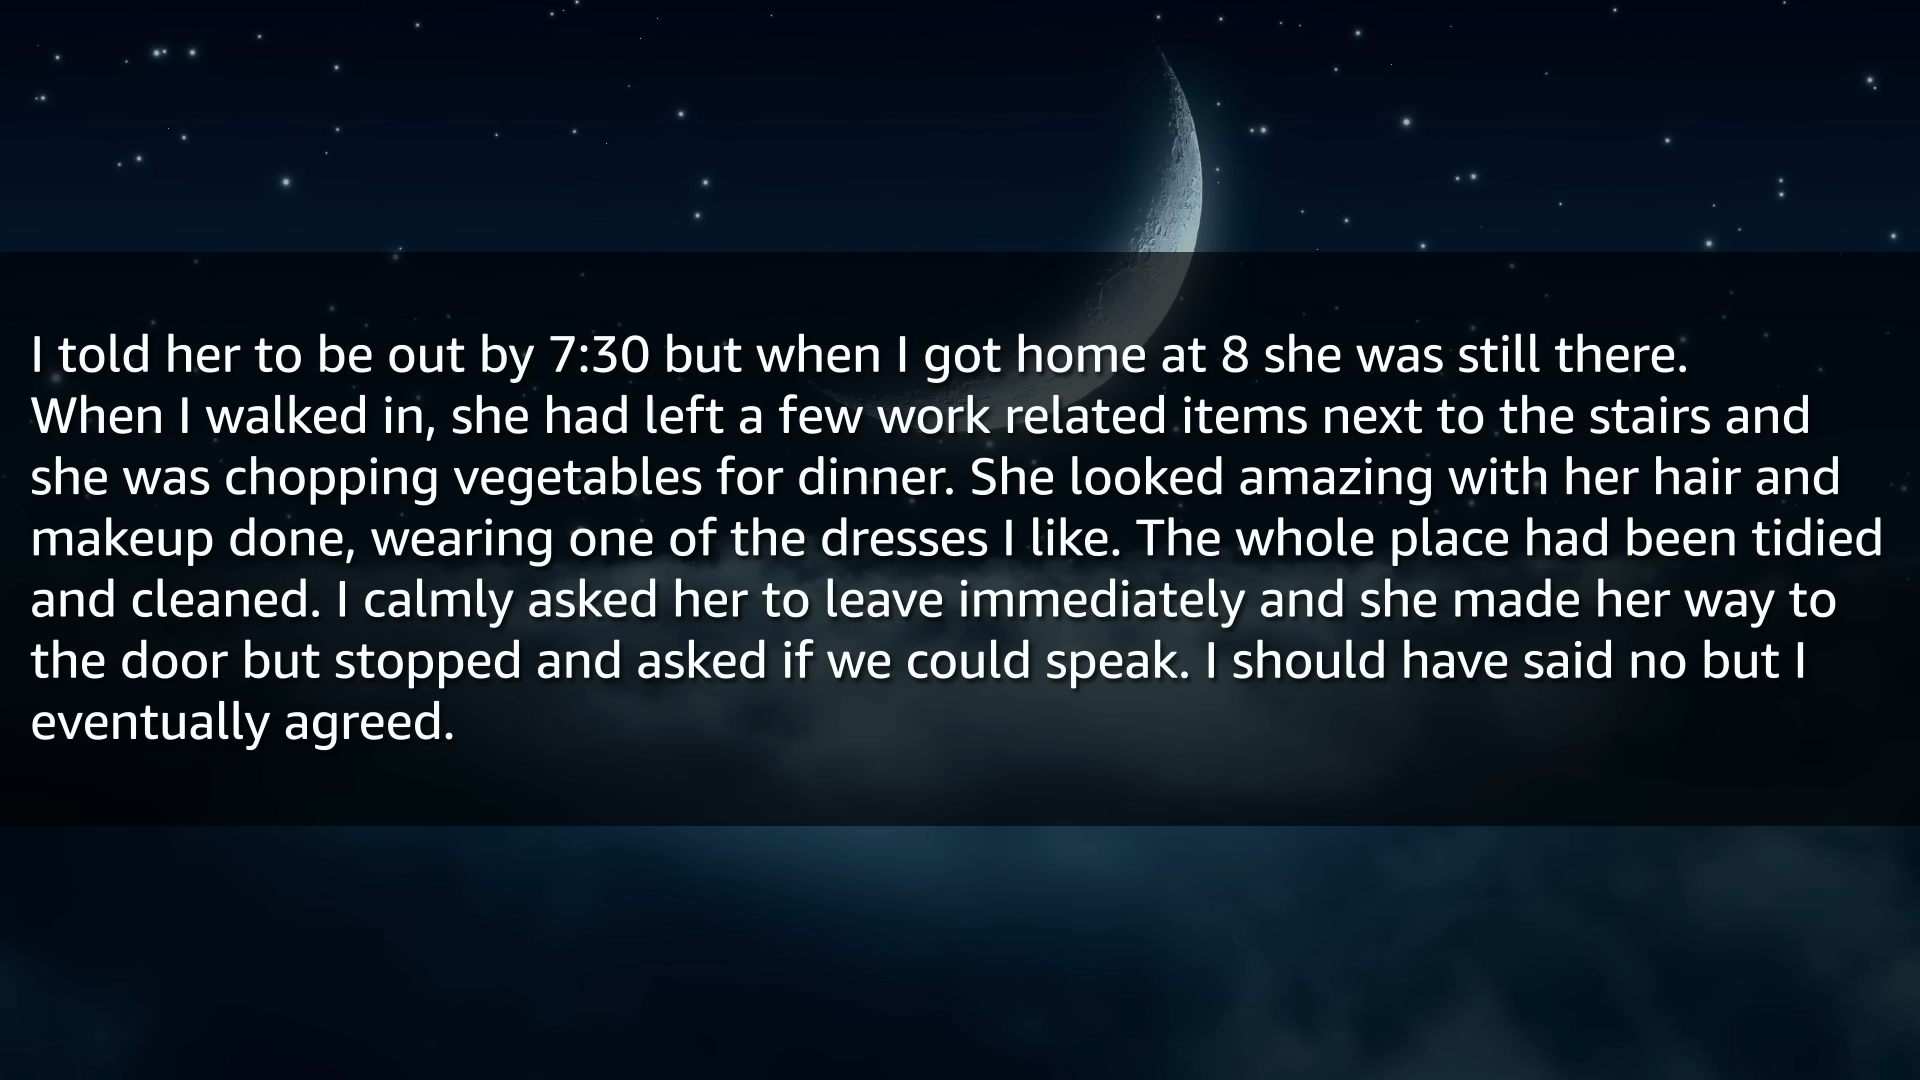 I told her to be out by 7:30 but when I got home at 8 she was still there.
When I walked in, she had left a few work related items next to the stairs and
she was chopping vegetables for dinner. She looked amazing with her hair and
makeup done, wearing one of the dresses I like. The whole place had been tidied
and cleaned. I calmly asked her to leave immediately and she made her way to
the door but stopped and asked if we could speak. I should have said no but I
eventually agreed.